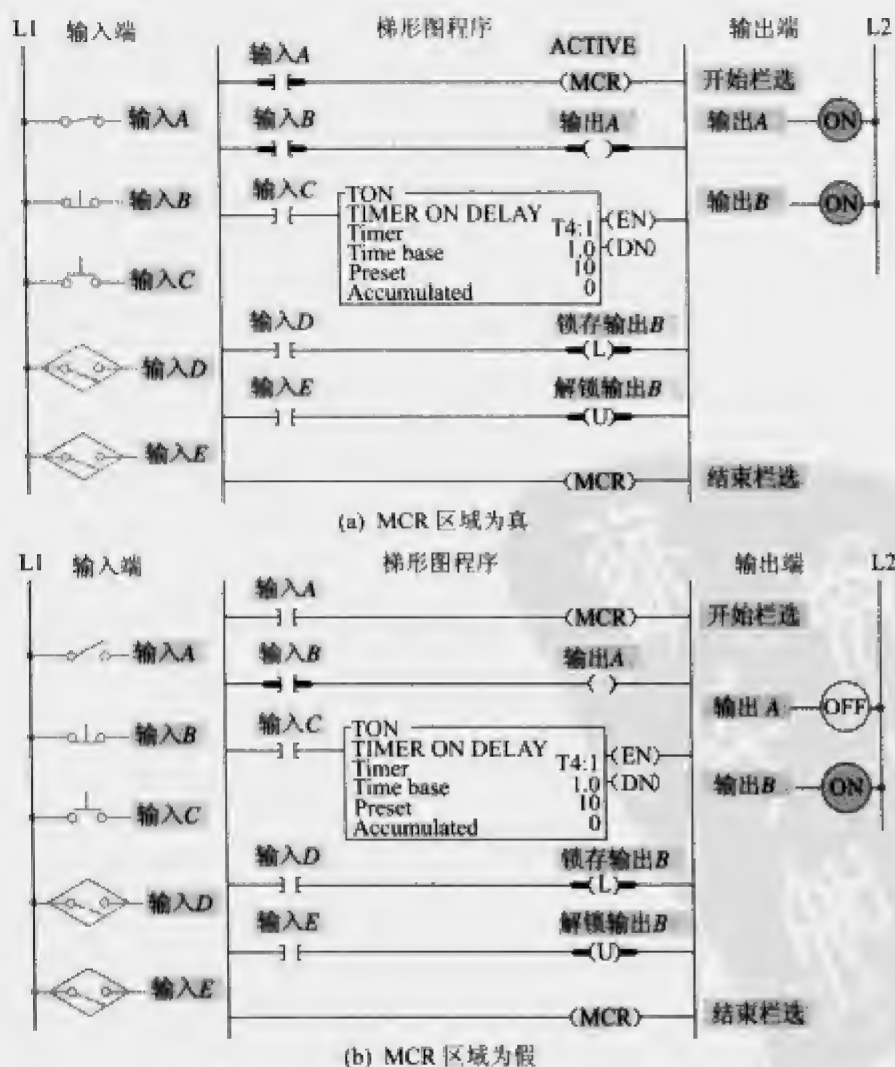 L1 输入端 梯形图程序 输出端 L2
输入A ACTIVE
(MCR) 开始栏选
输入A 输入B 输出A 输出A ON
输入B 输入C 输出B ON
TON
TIMER ON DELAY (EN)
Timer T4:1
Time base 1.0 (DN)
Preset 10
Accumulated 0
输入C
输入D 锁存输出B
(L)
输入D
输入E 解锁输出B
(U)
输入E
(MCR) 结束栏选
(a) MCR 区域为真
L1 输入端 梯形图程序 输出端 L2
输入A
(MCR) 开始栏选
输入A 输入B 输出A
输出A OFF
输入B 输入C
TON
TIMER ON DELAY (EN)
Timer T4:1
Time base 1.0 (DN)
Preset 10
Accumulated 0
输出B ON
输入C
输入D 锁存输出B
(L)
输入D
输入E 解锁输出B
(U)
输入E
(MCR) 结束栏选
(b) MCR 区域为假